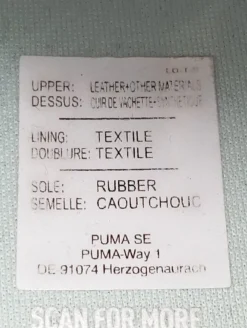 UPPER: LEATHER+OTHER MATERIALS
DESSUS: CUIR DE VACHETTE+SYNTHETIQUE
LINING: TEXTILE
DOUBLURE: TEXTILE
SOLE: RUBBER
SEMELLE: CAOUTCHOUC
PUMA SE
PUMA-Way 1
DE 91074 Herzogenaurach
SCAN FOR MORE